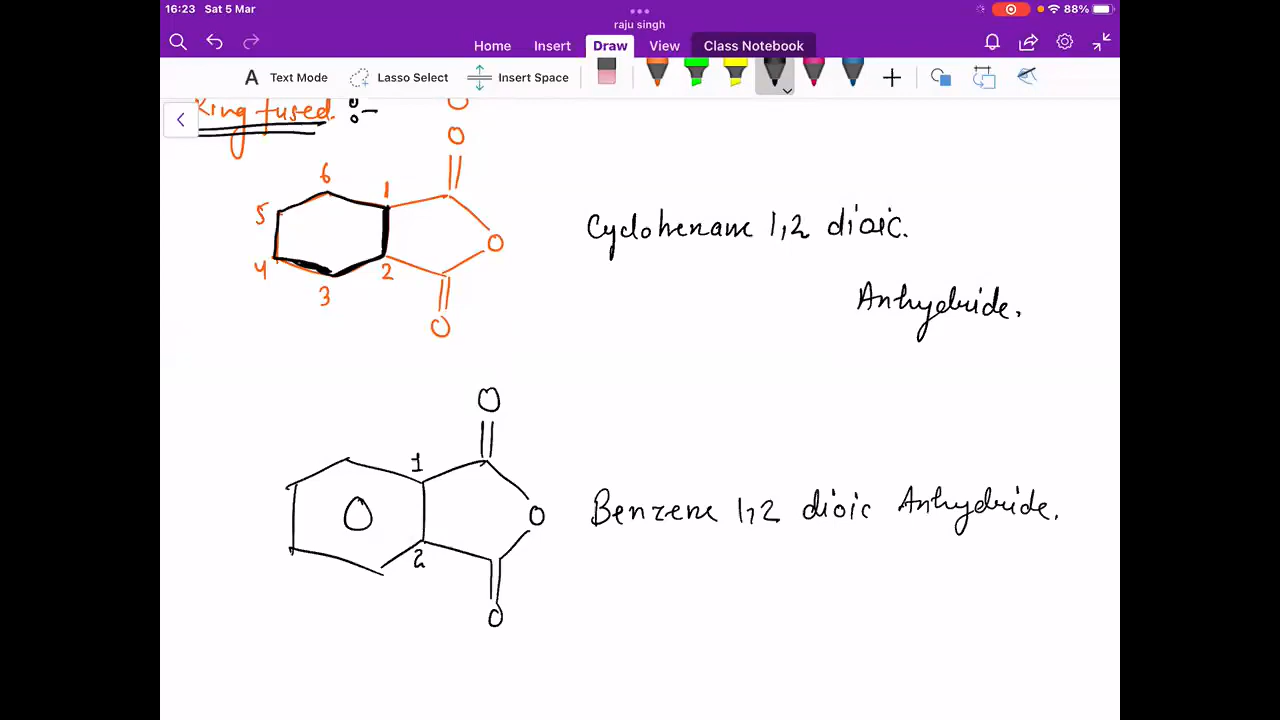 16:23 Sat 5 Mar
88%
raju singh
Home Insert Draw View Class Notebook
A Text Mode Lasso Select Insert Space
Ring fused :-
O
O
6
1
5
O
Cyclohenane 1,2 dioic.
4
2
3
Anhydride.
O
O
1
O
Benzene 1,2 dioic Anhydride.
2
O